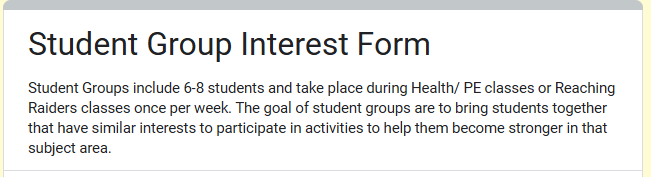 Student Group Interest Form
Student Groups include 6-8 students and take place during Health/ PE classes or Reaching
Raiders classes once per week. The goal of student groups are to bring students together
that have similar interests to participate in activities to help them become stronger in that
subject area.